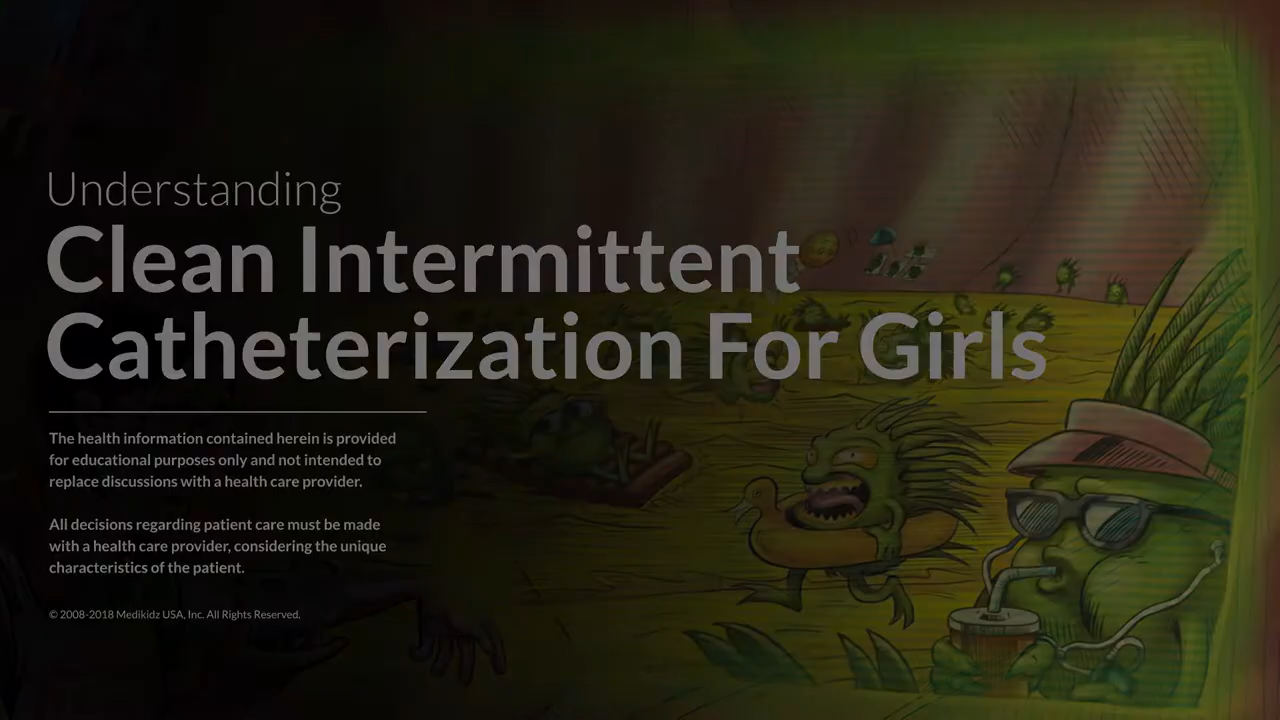 Understanding
Clean Intermittent
Catheterization For Girls
The health information contained herein is provided
for educational purposes only and not intended to
replace discussions with a health care provider.
All decisions regarding patient care must be made
with a health care provider, considering the unique
characteristics of the patient.
© 2008-2018 Medikidz USA, Inc. All Rights Reserved.